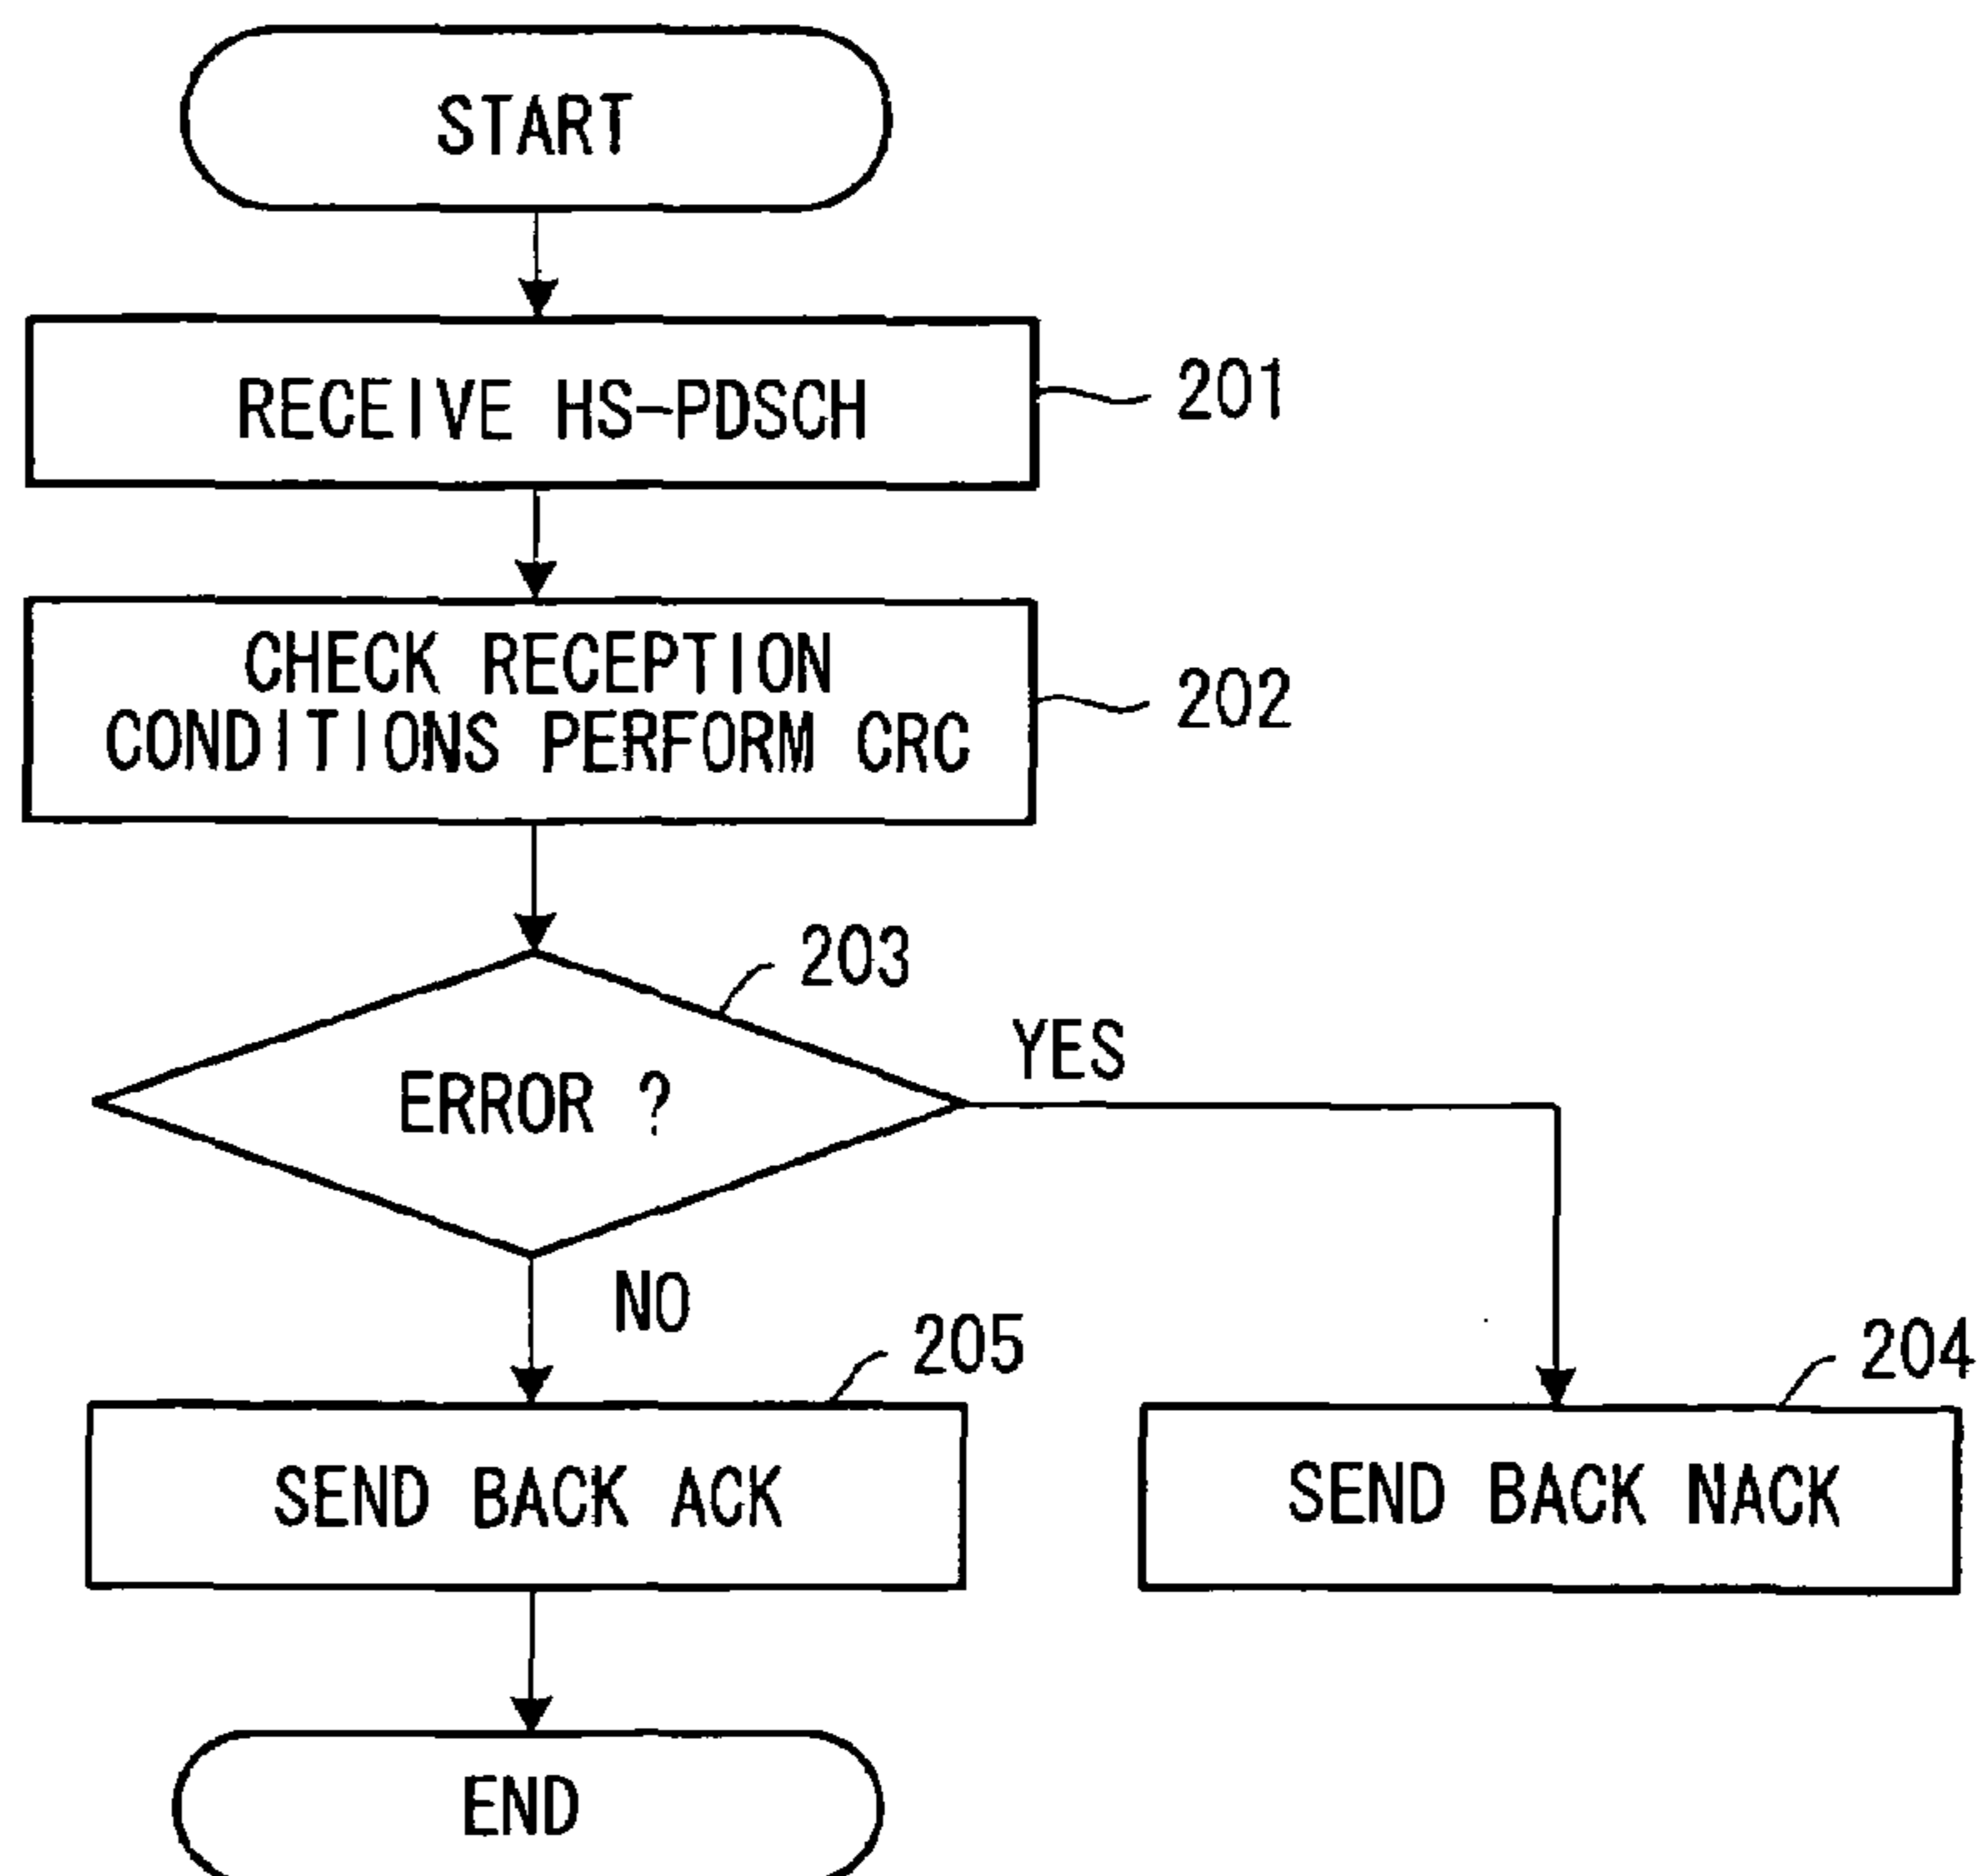 START
RECEIVE HS-PDSCH
201
CHECK RECEPTION
CONDITIONS PERFORM CRC
202
203
ERROR ?
YES
NO
205
204
SEND BACK ACK
SEND BACK NACK
END